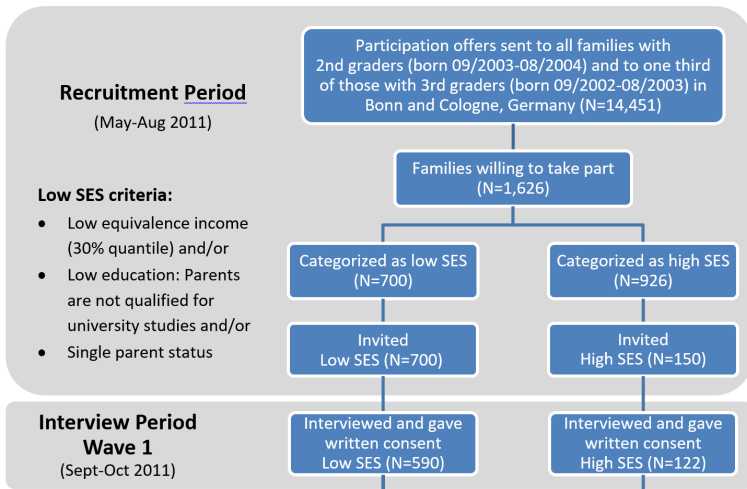 Participation offers sent to all families with
2nd graders (born 09/2003-08/2004) and to one third
of those with 3rd graders (born 09/2002-08/2003) in
Bonn and Cologne, Germany (N=14,451)
Recruitment Period
(May-Aug 2011)
Families willing to take part
(N=1,626)
Low SES criteria:
● Low equivalence income
(30% quantile) and/or
● Low education: Parents
are not qualified for
university studies and/or
● Single parent status
Categorized as low SES
(N=700)
Categorized as high SES
(N=926)
Invited
Low SES (N=700)
Invited
High SES (N=150)
Interview Period
Wave 1
(Sept-Oct 2011)
Interviewed and gave
written consent
Low SES (N=590)
Interviewed and gave
written consent
High SES (N=122)